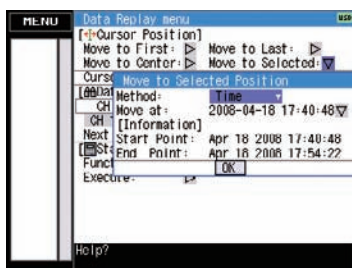 MENU
Data Replay menu
USB
[Cursor Position]
Move to First: Move to Last:
Move to Center: Move to Selected:
Move to Selected Position
Method: Time
Move at: 2008-04-18 17:40:48
CH
[Information]
CH
Start Point: Apr 18 2008 17:40:48
Next
End Point: Apr 18 2008 17:54:22
Funct
OK
Execute:
Help?